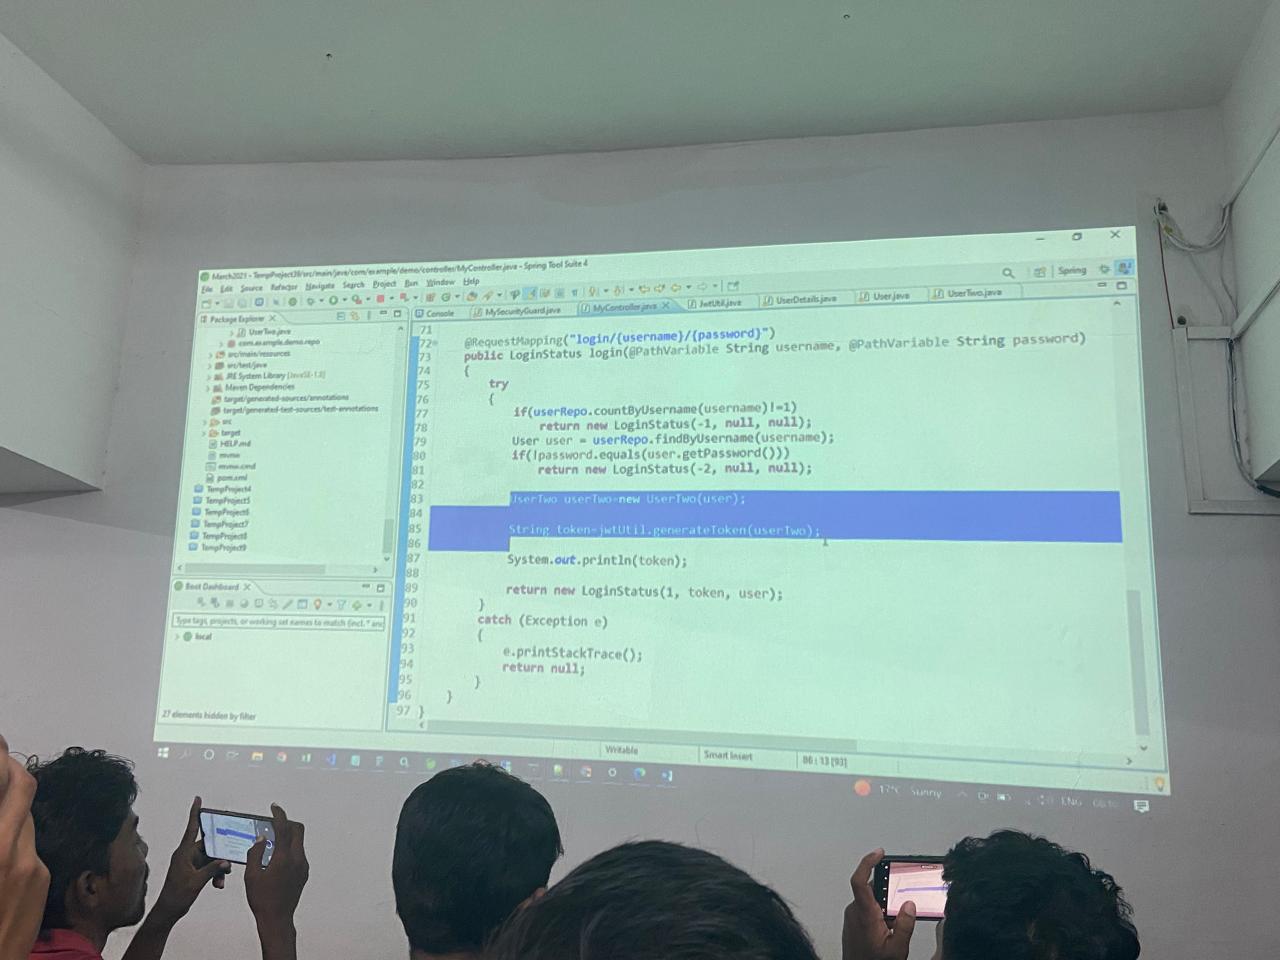 March2021 - TempProject39/src/main/java/com/example/demo/controller/MyController.java - Spring Tool Suite 4
File Edit Source Refactor Navigate Search Project Run Window Help
Spring
Package Explorer
Console MySecurityGuard.java MyController.java JwtUtil.java UserDetails.java User.java UserTwo.java
UserTwo.java
com.example.demo.repo
src/main/resources
src/test/java
JRE System Library [JavaSE-1.8]
Maven Dependencies
target/generated-sources/annotations
target/generated-test-sources/test-annotations
src
target
HELP.md
mvnw
mvnw.cmd
pom.xml
TempProject4
TempProject5
TempProject6
TempProject7
TempProject8
TempProject9
Boot Dashboard
Type tags, projects, or working set names to match (incl. * and
local
27 elements hidden by filter
71
72 @RequestMapping("login/{username}/{password}")
73 public LoginStatus login(@PathVariable String username, @PathVariable String password)
74 {
75 try
76 {
77 if(userRepo.countByUsername(username)!=1)
78 return new LoginStatus(-1, null, null);
79 User user = userRepo.findByUsername(username);
80 if(!password.equals(user.getPassword()))
81 return new LoginStatus(-2, null, null);
82
83 UserTwo userTwo=new UserTwo(user);
84
85 String token=jwtUtil.generateToken(userTwo);
86
87 System.out.println(token);
88
89 return new LoginStatus(1, token, user);
90 }
91 catch (Exception e)
92 {
93 e.printStackTrace();
94 return null;
95 }
96 }
97 }
Writable Smart Insert 86 : 13 [93]
17°C Sunny ENG